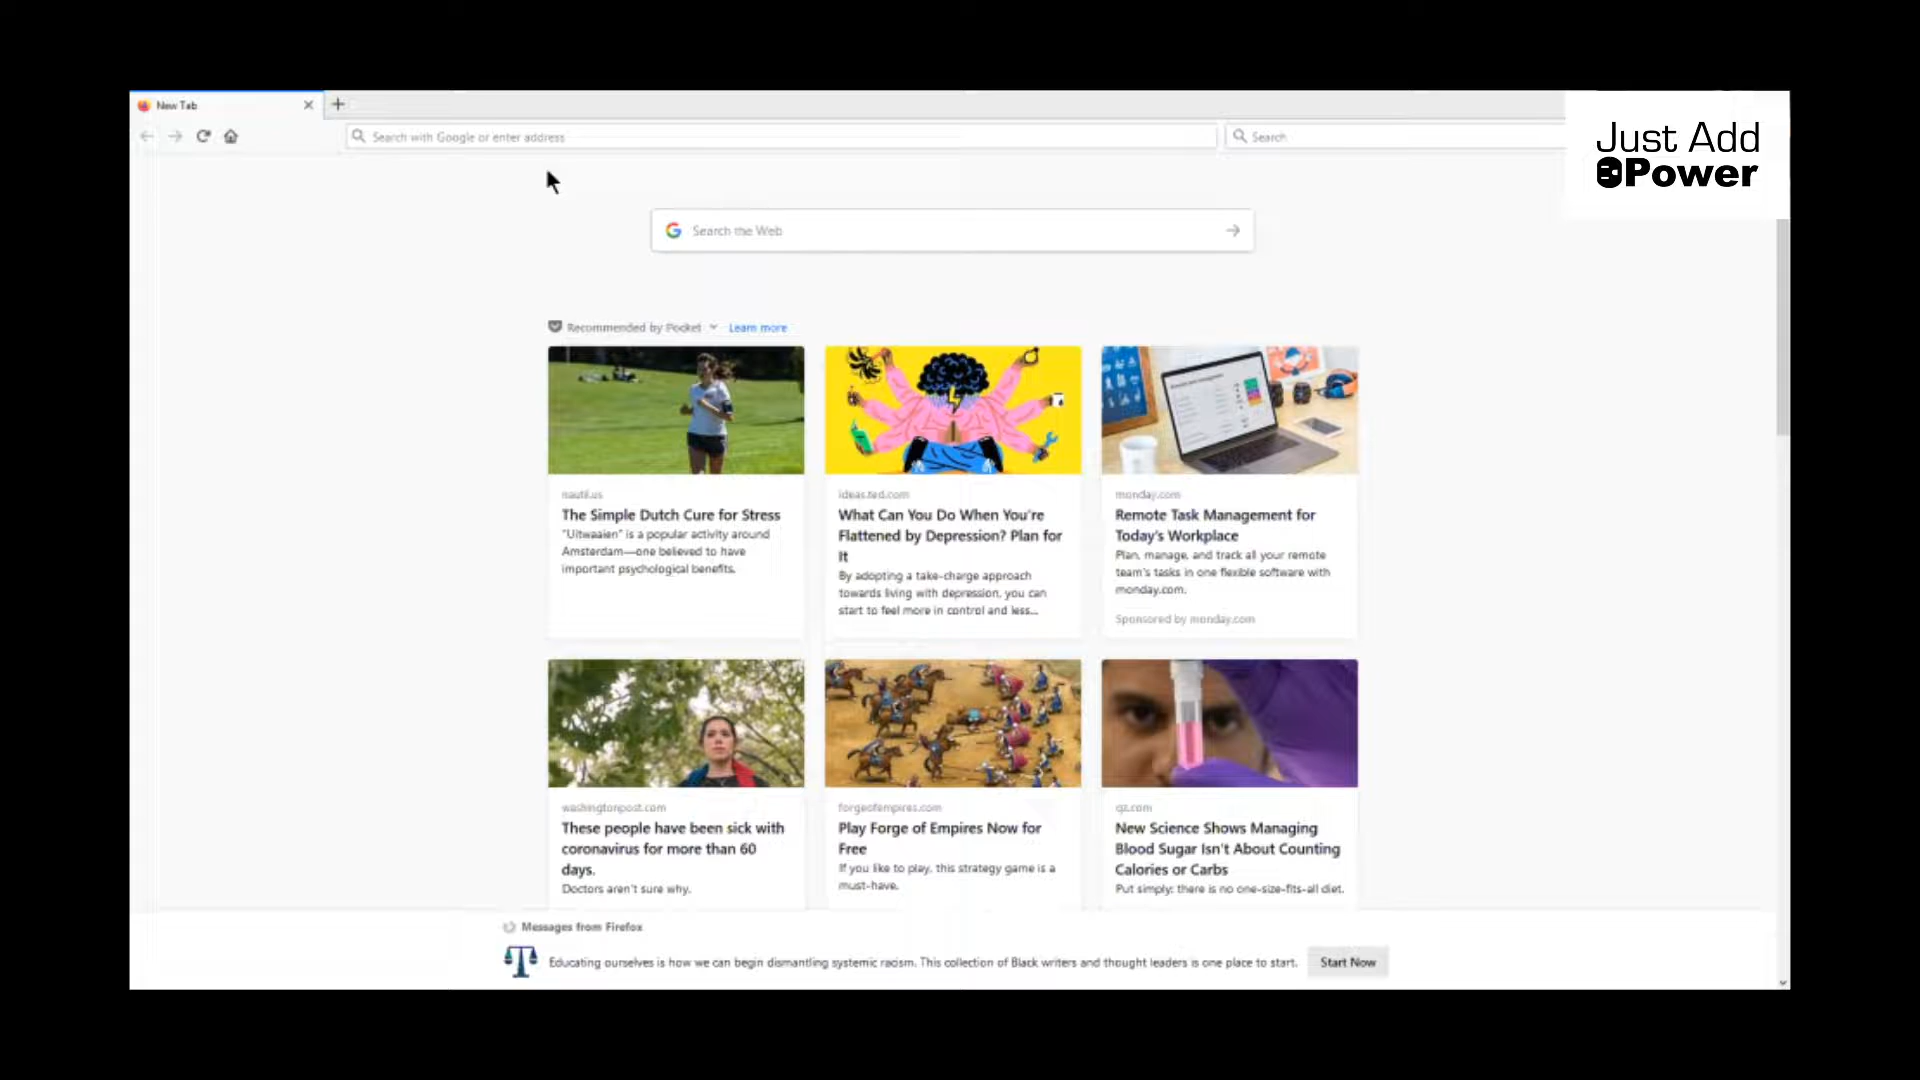 New Tab
Search with Google or enter address
Search
Just Add
Power
Search the Web
Recommended by Pocket
Learn more
nautil.us
The Simple Dutch Cure for Stress
"Uitwaaien" is a popular activity around
Amsterdam—one believed to have
important psychological benefits.
ideas.ted.com
What Can You Do When You're
Flattened by Depression? Plan for
It
By adopting a take-charge approach
towards living with depression, you can
start to feel more in control and less...
monday.com
Remote Task Management for
Today's Workplace
Plan, manage, and track all your remote
team's tasks in one flexible software with
monday.com.
Sponsored by monday.com
washingtonpost.com
These people have been sick with
coronavirus for more than 60
days.
Doctors aren't sure why.
forgeofempires.com
Play Forge of Empires Now for
Free
If you like to play, this strategy game is a
must-have.
qz.com
New Science Shows Managing
Blood Sugar Isn't About Counting
Calories or Carbs
Put simply: there is no one-size-fits-all diet.
Messages from Firefox
Educating ourselves is how we can begin dismantling systemic racism. This collection of Black writers and thought leaders is one place to start.
Start Now